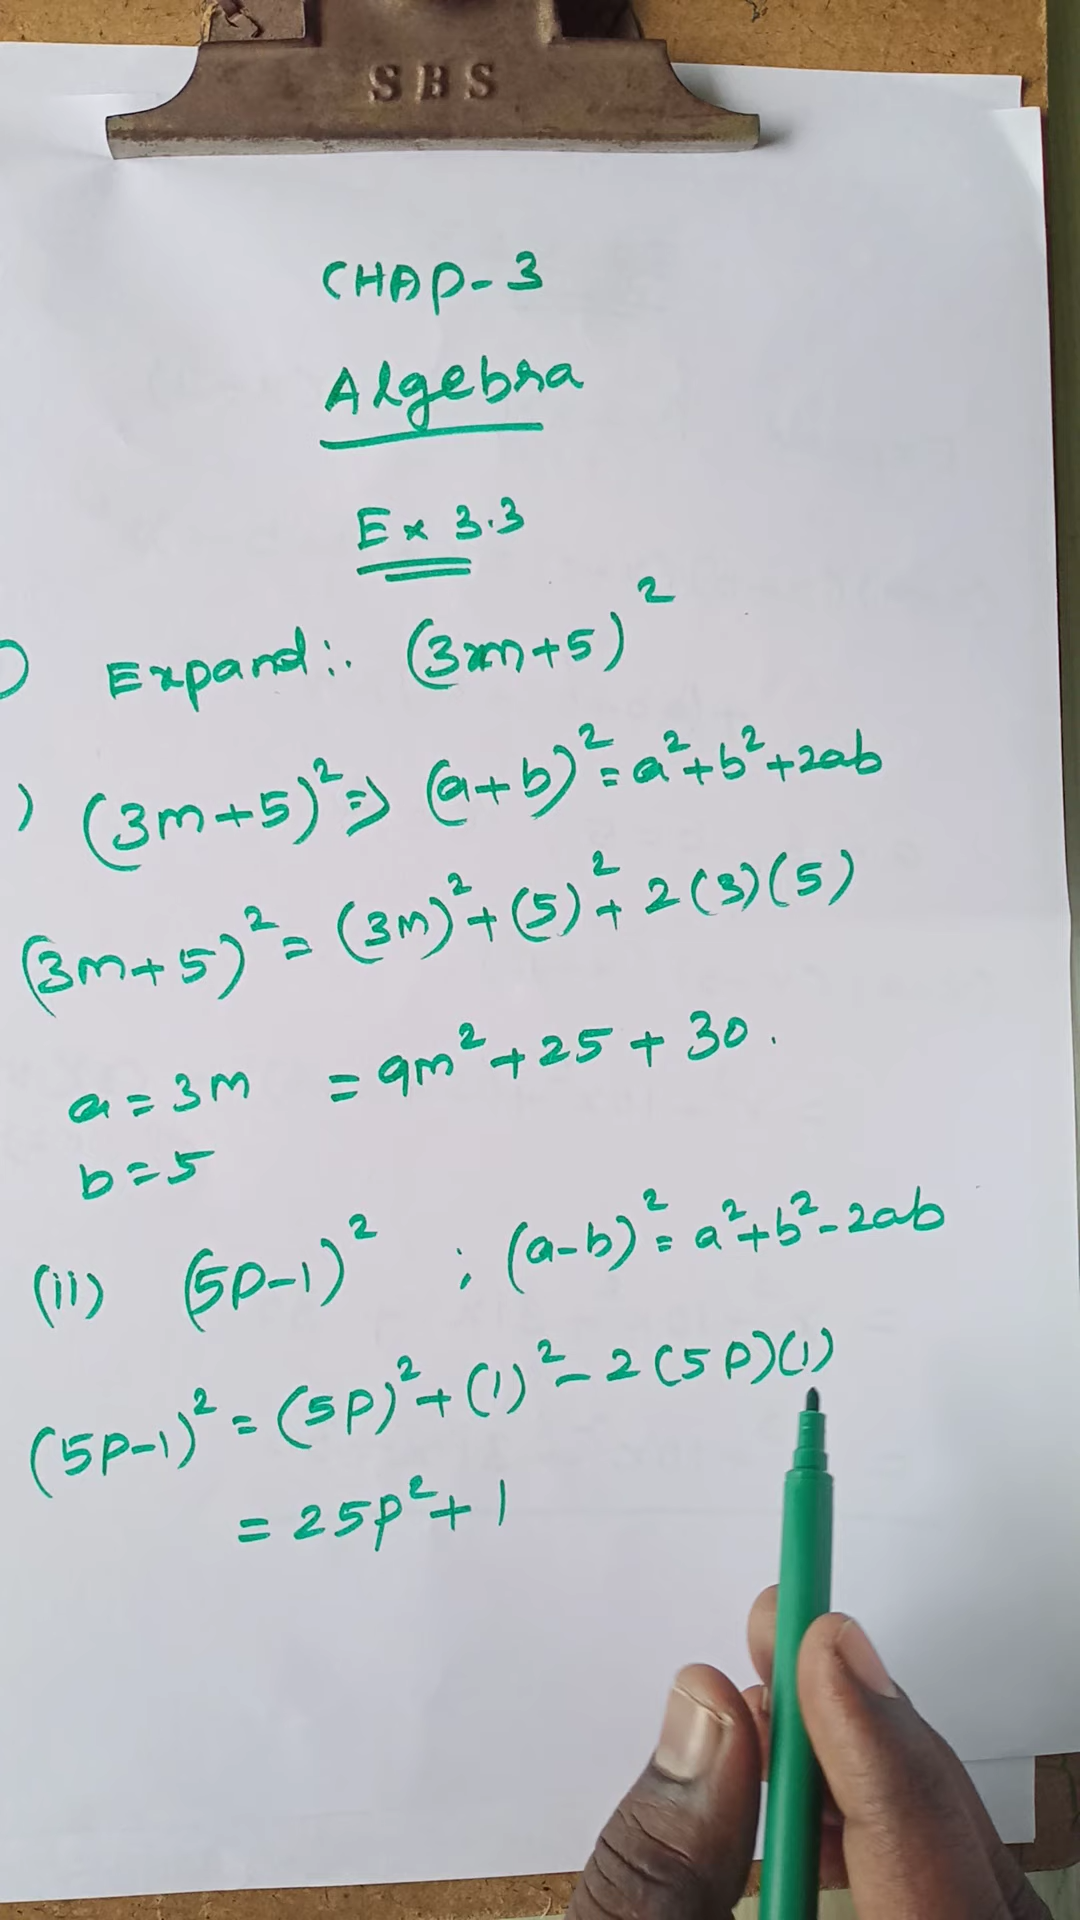 SBS
CHAP-3
Algebra
Ex 3.3
Expand:. (3m+5)²
) (3m+5)² => (a+b)² = a²+b²+2ab
(3m+5)² = (3m)²+(5)²+2(3)(5)
a=3m =9m²+25+30.
b=5
(ii) (5p-1)² ; (a-b)² = a²+b²-2ab
(5p-1)² = (5p)²+(1)²-2(5p)(1)
= 25p²+1